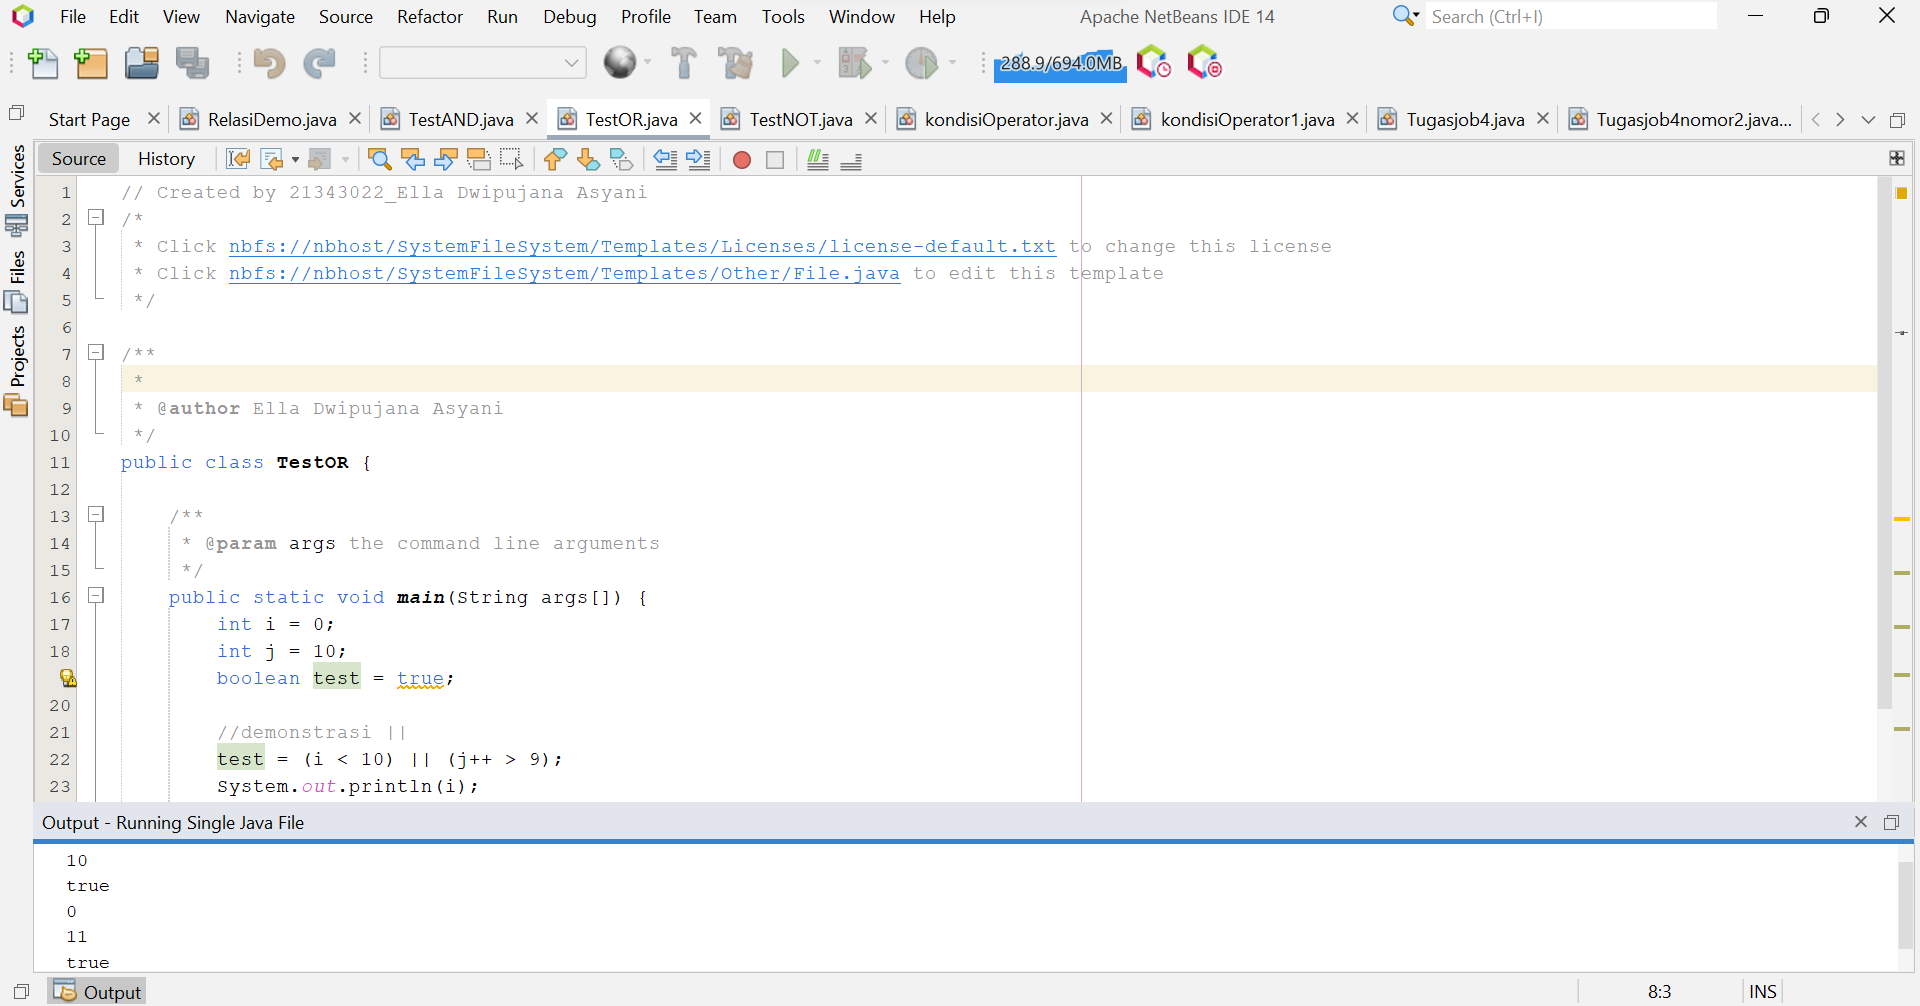 File Edit View Navigate Source Refactor Run Debug Profile Team Tools Window Help Apache NetBeans IDE 14 Search (Ctrl+I)
288.9/694.0MB
Start Page RelasiDemo.java TestAND.java TestOR.java TestNOT.java kondisiOperator.java kondisiOperator1.java Tugasjob4.java Tugasjob4nomor2.java...
Source History
Services
Files
Projects
1 // Created by 21343022_Ella Dwipujana Asyani
2 /*
3 * Click nbfs://nbhost/SystemFileSystem/Templates/Licenses/license-default.txt to change this license
4 * Click nbfs://nbhost/SystemFileSystem/Templates/Other/File.java to edit this template
5 */
6
7 /**
8 *
9 * @author Ella Dwipujana Asyani
10 */
11 public class TestOR {
12
13 /**
14 * @param args the command line arguments
15 */
16 public static void main(String args[]) {
17 int i = 0;
18 int j = 10;
boolean test = true;
20
21 //demonstrasi ||
22 test = (i < 10) || (j++ > 9);
23 System.out.println(i);
Output - Running Single Java File
10
true
0
11
true
Output 8:3 INS